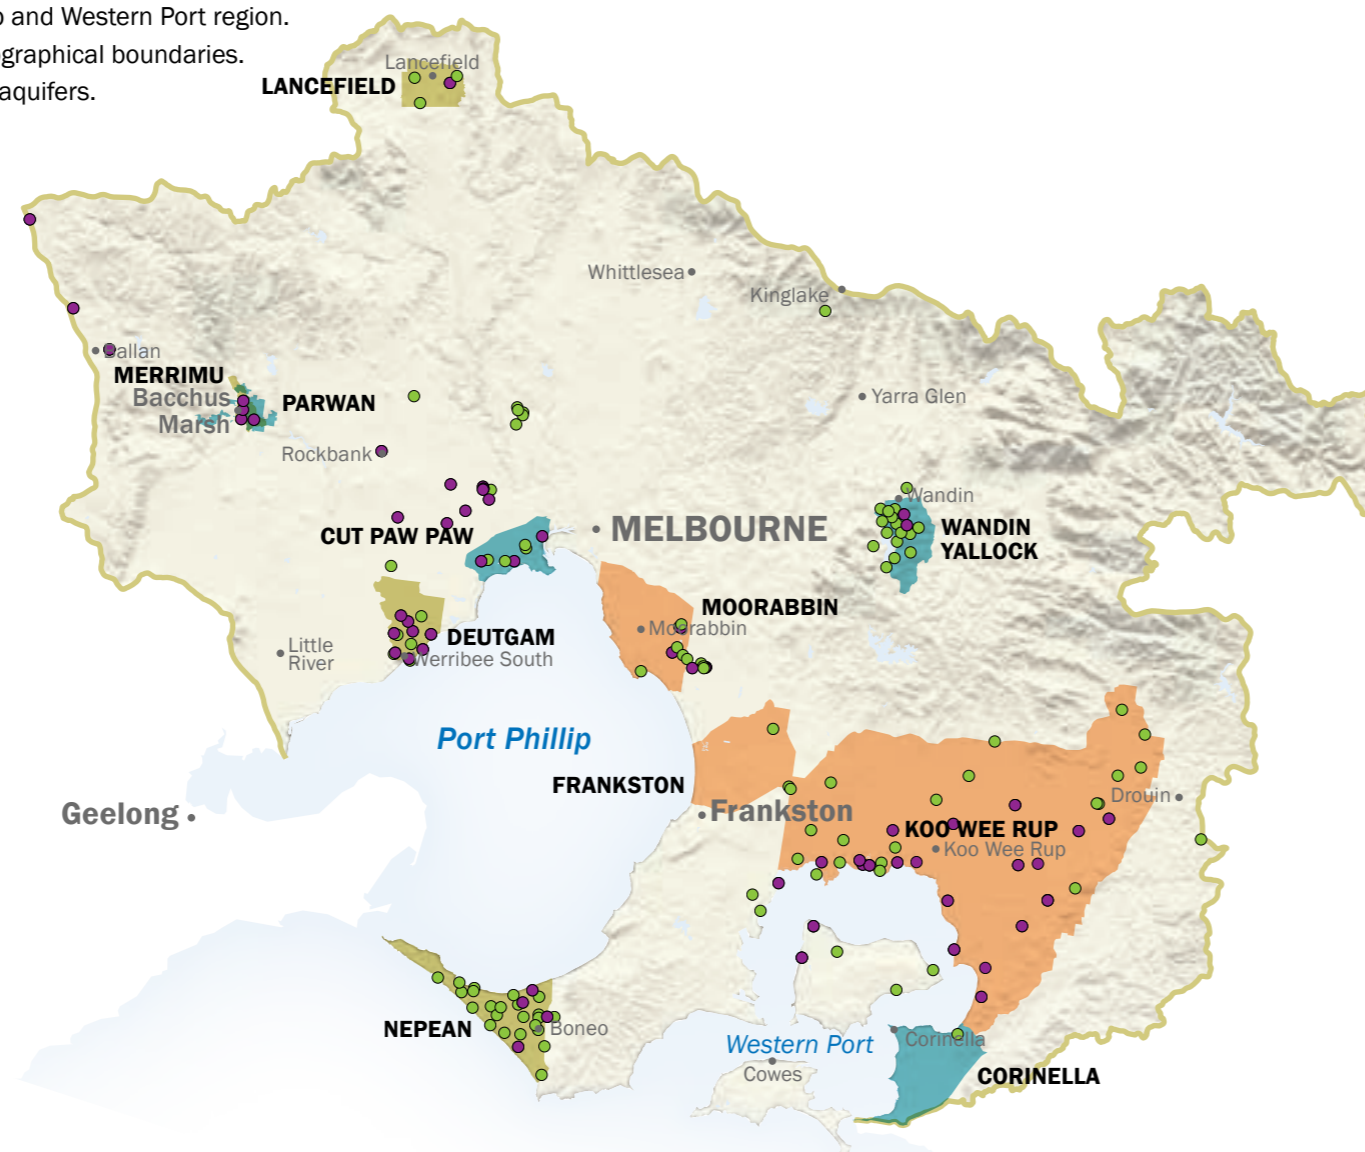 and Western Port region.
graphical boundaries.
aquifers.
Lancefield
LANCEFIELD
Whittlesea
Kinglake
Ballan
MERRIMU
Bacchus
Marsh
PARWAN
Yarra Glen
Rockbank
Wandin
CUT PAW PAW
MELBOURNE
WANDIN
YALLOCK
MOORABBIN
Moorabbin
DEUTGAM
Little
River
Werribee South
Port Phillip
FRANKSTON
Drouin
Geelong
Frankston
KOO WEE RUP
Koo Wee Rup
NEPEAN
Boneo
Western Port
Corinella
Cowes
CORINELLA